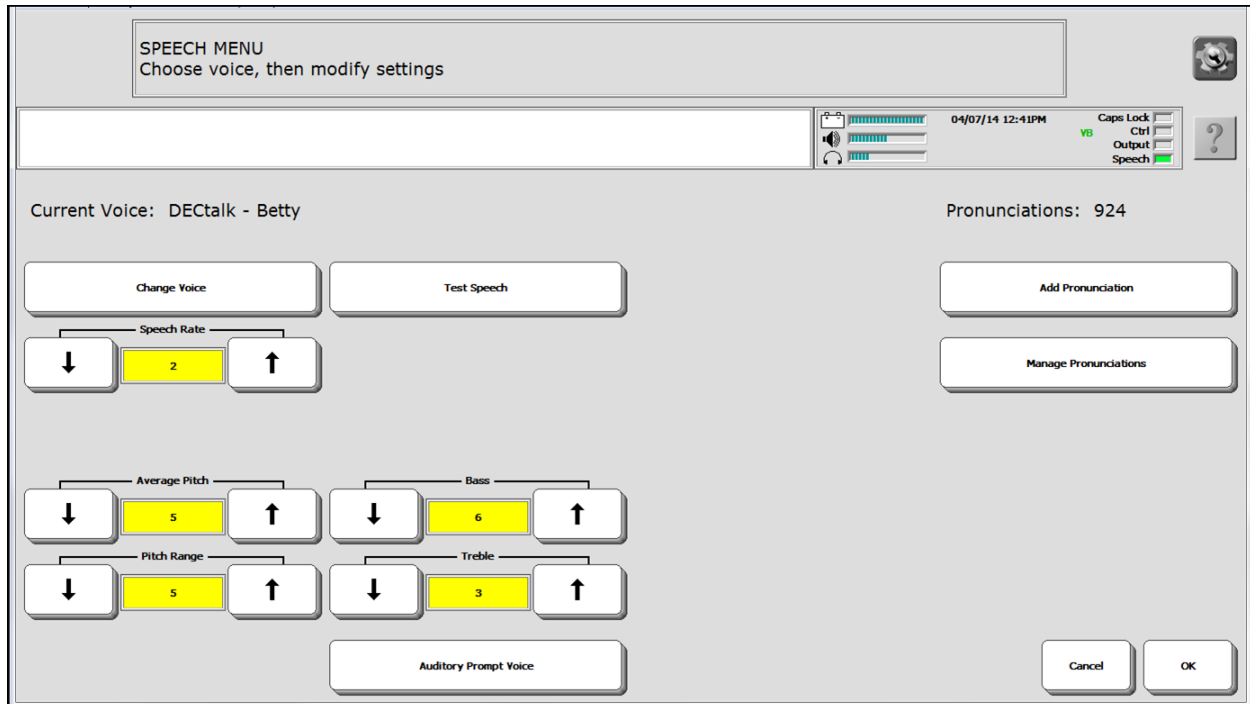 SPEECH MENU
Choose voice, then modify settings
04/07/14 12:41PM
VB
Caps Lock
Ctrl
Output
Speech
?
Current Voice: DECtalk - Betty
Pronunciations: 924
Change Voice
Test Speech
Add Pronunciation
Speech Rate
↓ 2 ↑
Manage Pronunciations
Average Pitch
↓ 5 ↑
Bass
↓ 6 ↑
Pitch Range
↓ 5 ↑
Treble
↓ 3 ↑
Auditory Prompt Voice
Cancel
OK